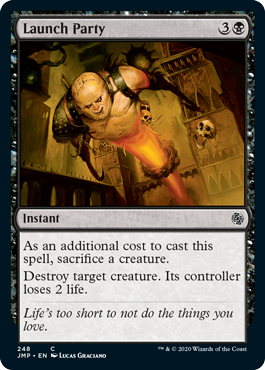 Launch Party 3
Instant
As an additional cost to cast this
spell, sacrifice a creature.
Destroy target creature. Its controller
loses 2 life.
Life's too short to not do the things you
love.
248 C
JMP • EN Lucas Graciano ™ & © 2020 Wizards of the Coast